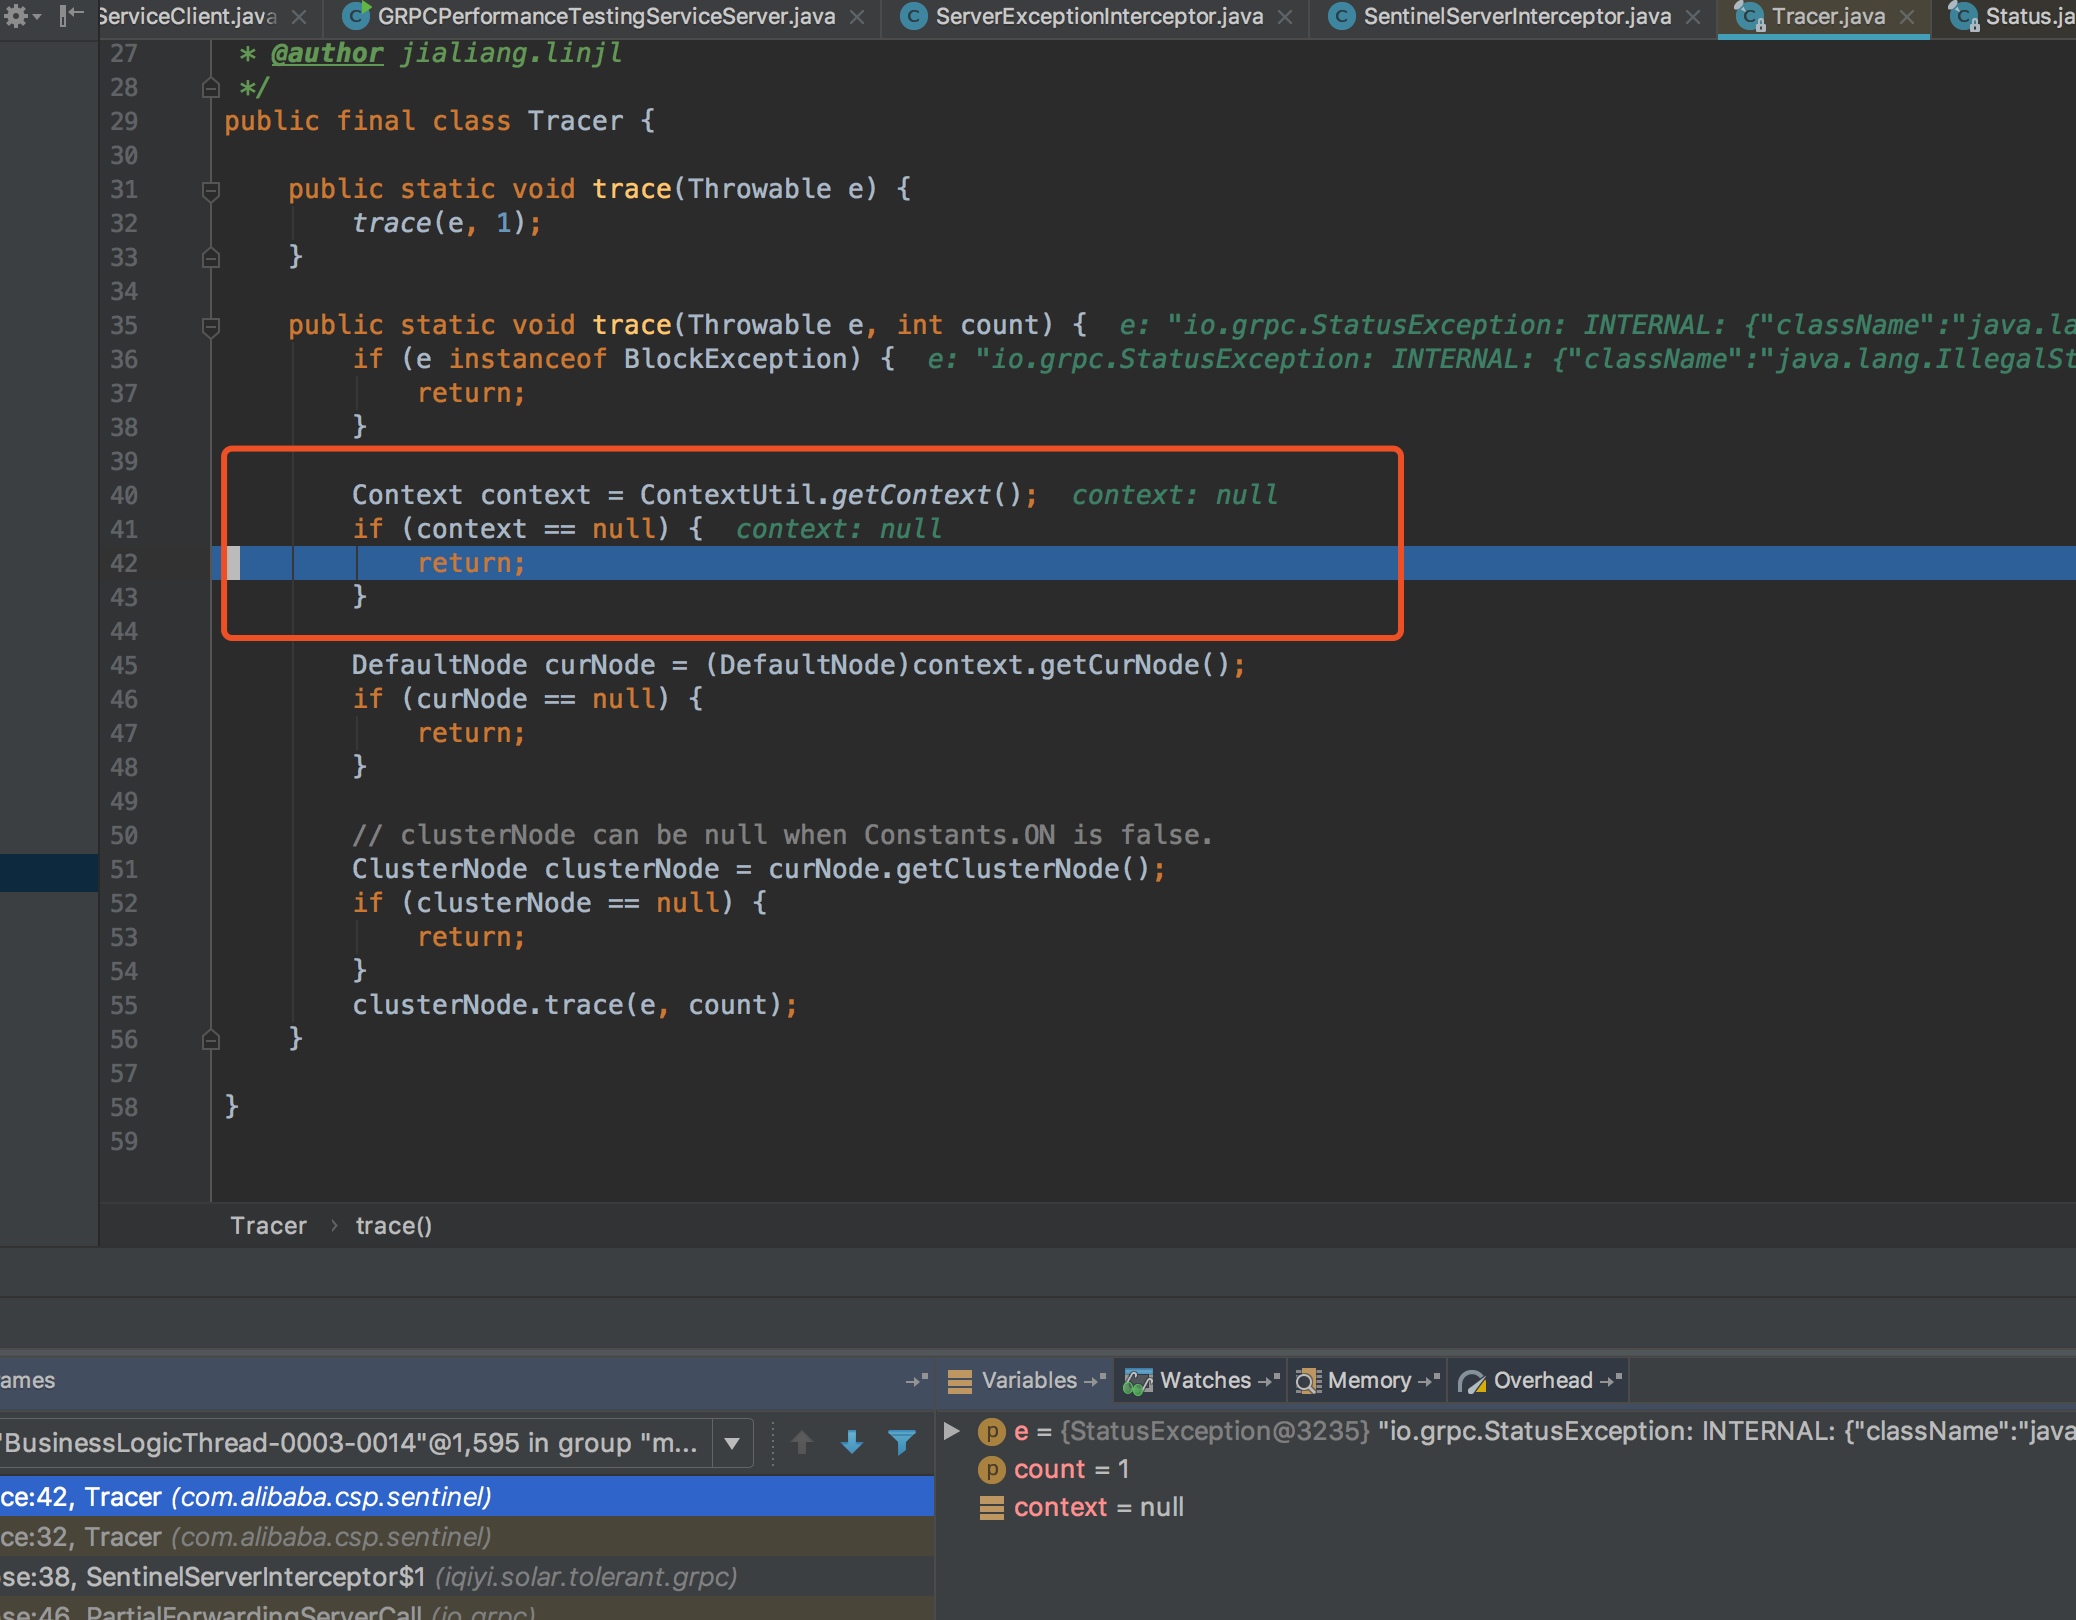 ServiceClient.java GRPCPerformanceTestingServiceServer.java ServerExceptionInterceptor.java SentinelServerInterceptor.java Tracer.java Status.ja
27 * @author jialiang.linjl
28 */
29 public final class Tracer {
30
31 public static void trace(Throwable e) {
32 trace(e, 1);
33 }
34
35 public static void trace(Throwable e, int count) { e: "io.grpc.StatusException: INTERNAL: {"className":"java.la
36 if (e instanceof BlockException) { e: "io.grpc.StatusException: INTERNAL: {"className":"java.lang.IllegalSt
37 return;
38 }
39
40 Context context = ContextUtil.getContext(); context: null
41 if (context == null) { context: null
42 return;
43 }
44
45 DefaultNode curNode = (DefaultNode)context.getCurNode();
46 if (curNode == null) {
47 return;
48 }
49
50 // clusterNode can be null when Constants.ON is false.
51 ClusterNode clusterNode = curNode.getClusterNode();
52 if (clusterNode == null) {
53 return;
54 }
55 clusterNode.trace(e, count);
56 }
57
58 }
59
Tracer › trace()
ames Variables Watches Memory Overhead
"BusinessLogicThread-0003-0014"@1,595 in group "m...
ce:42, Tracer (com.alibaba.csp.sentinel)
ce:32, Tracer (com.alibaba.csp.sentinel)
se:38, SentinelServerInterceptor$1 (iqiyi.solar.tolerant.grpc)
se:46, PartialForwardingServerCall (io.grpc)
e = {StatusException@3235} "io.grpc.StatusException: INTERNAL: {"className":"java
count = 1
context = null